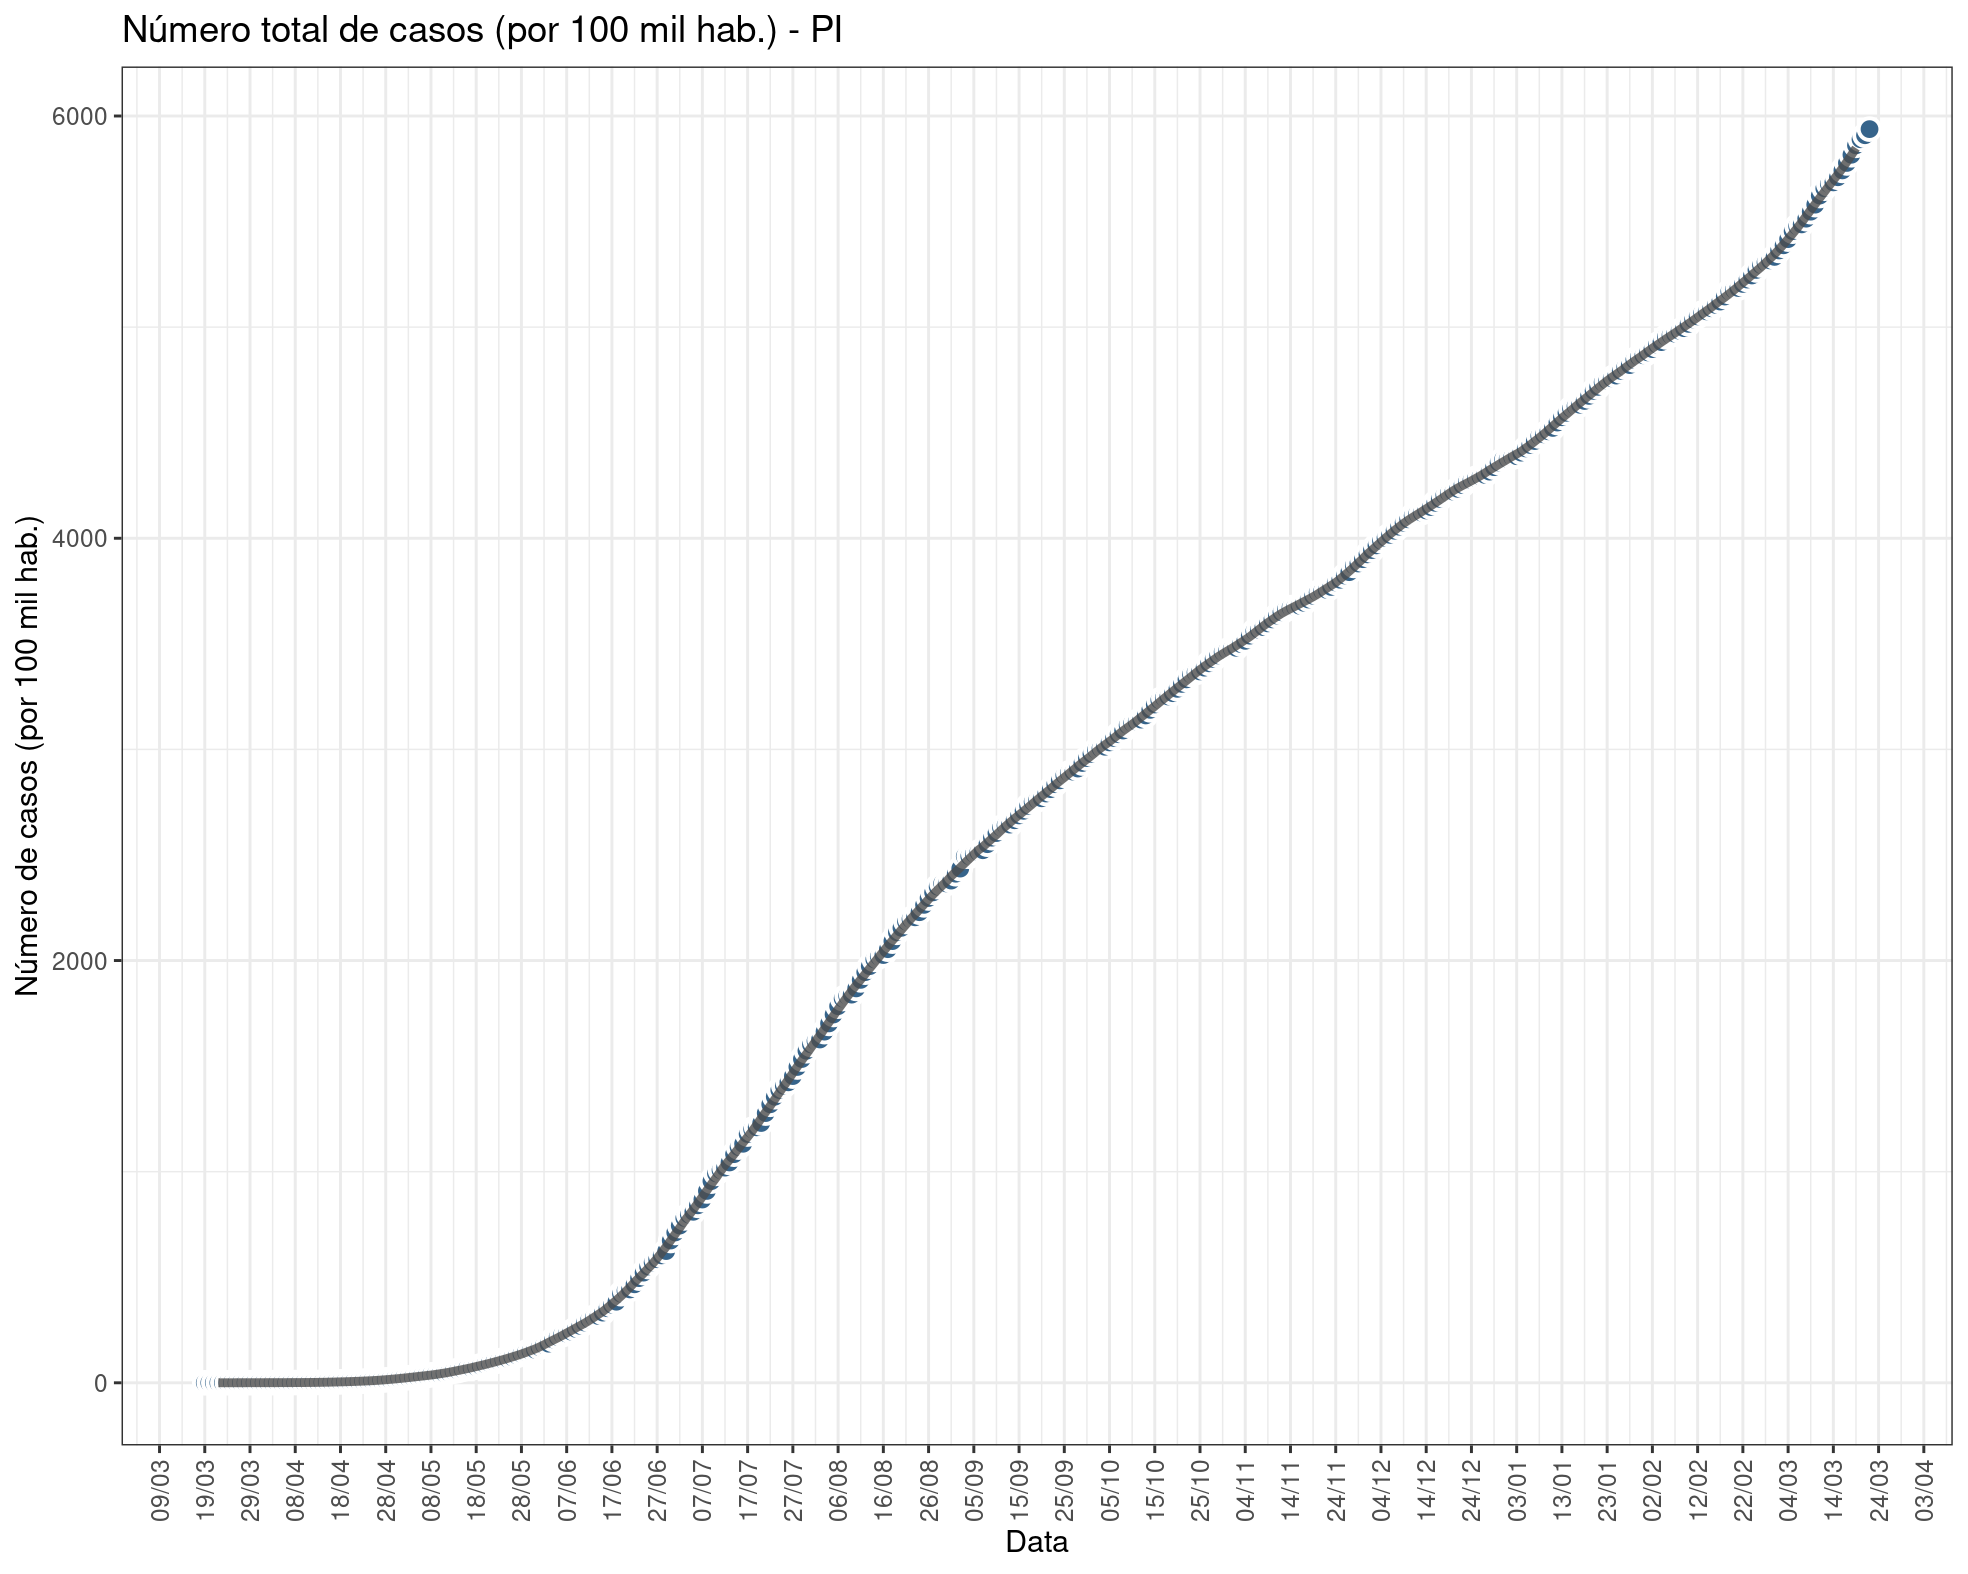 Número total de casos (por 100 mil hab.) - PI
Número de casos (por 100 mil hab.)
6000
4000
2000
0
09/03 19/03 29/03 08/04 18/04 28/04 08/05 18/05 28/05 07/06 17/06 27/06 07/07 17/07 27/07 06/08 16/08 26/08 05/09 15/09 25/09 05/10 15/10 25/10 04/11 14/11 24/11 04/12 14/12 24/12 03/01 13/01 23/01 02/02 12/02 22/02 04/03 14/03 24/03 03/04
Data